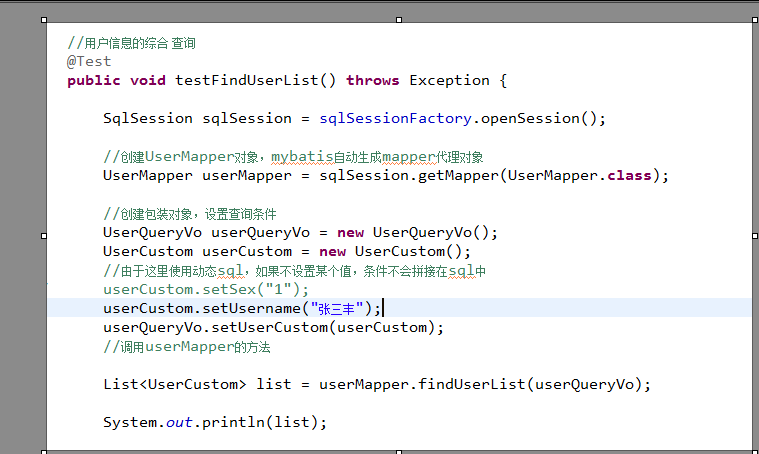 //用户信息的综合 查询
@Test
public void testFindUserList() throws Exception {
SqlSession sqlSession = sqlSessionFactory.openSession();
//创建UserMapper对象，mybatis自动生成mapper代理对象
UserMapper userMapper = sqlSession.getMapper(UserMapper.class);
//创建包装对象，设置查询条件
UserQueryVo userQueryVo = new UserQueryVo();
UserCustom userCustom = new UserCustom();
//由于这里使用动态sql，如果不设置某个值，条件不会拼接在sql中
userCustom.setSex("1");
userCustom.setUsername("张三丰");
userQueryVo.setUserCustom(userCustom);
//调用userMapper的方法
List<UserCustom> list = userMapper.findUserList(userQueryVo);
System.out.println(list);